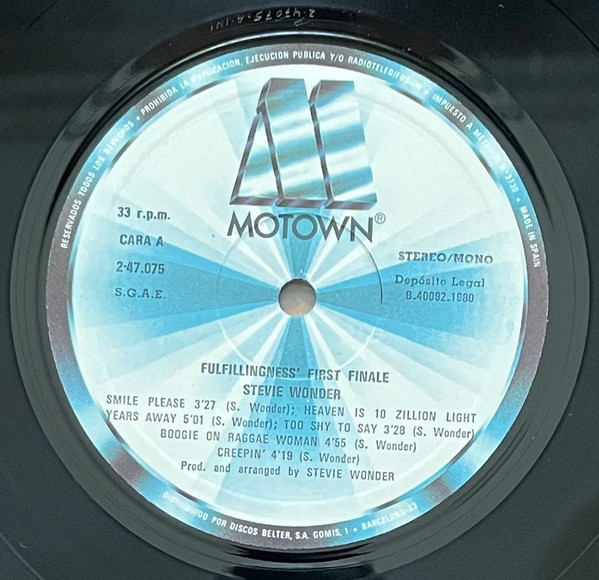 2-47075-A-1
RESERVADOS TODOS LOS DERECHOS • PROHIBIDA LA DUPLICACION, EJECUCION PUBLICA Y/O RADIOTELEDIFUSION • IMPUESTO A METALICO • MADE IN SPAIN
MOTOWN®
33 r.p.m.
CARA A
2-47.075
S.G.A.E.
STEREO/MONO
Depósito Legal
B.40092-1980
FULFILLINGNESS' FIRST FINALE
STEVIE WONDER
SMILE PLEASE 3'27 (S. Wonder); HEAVEN IS 10 ZILLION LIGHT
YEARS AWAY 5'01 (S. Wonder); TOO SHY TO SAY 3'28 (S. Wonder)
BOOGIE ON RAGGAE WOMAN 4'55 (S. Wonder)
CREEPIN' 4'19 (S. Wonder)
Prod. and arranged by STEVIE WONDER
DISTRIBUIDO POR DISCOS BELTER, S.A. GOMIS, 1 • BARCELONA-23